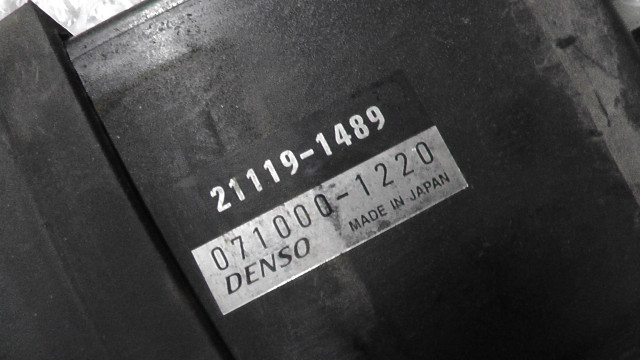 21119-1489
071000-1220
DENSO MADE IN JAPAN